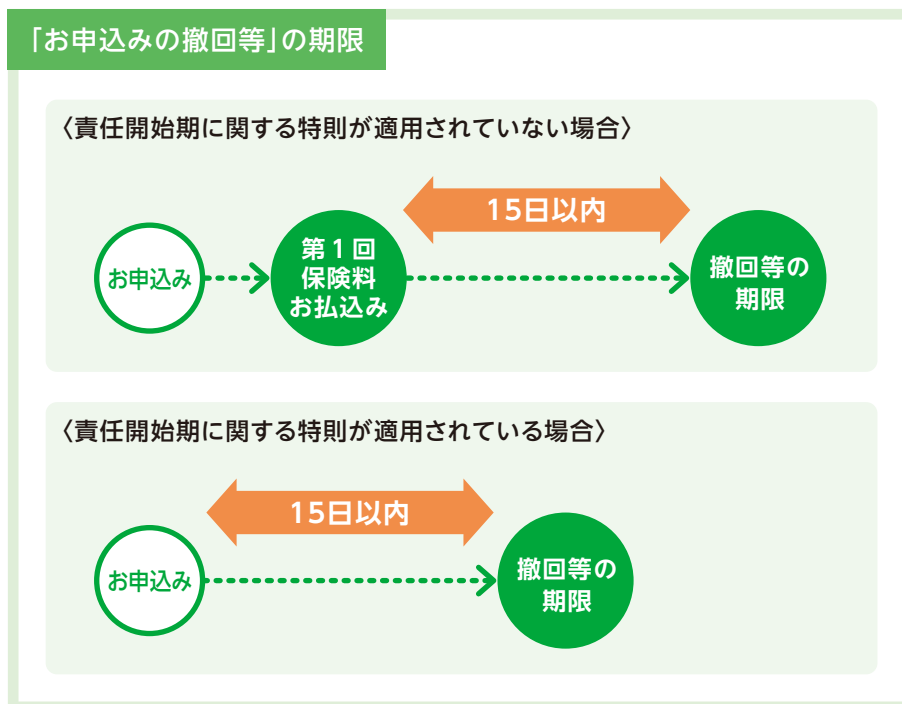 「お申込みの撤回等」の期限
〈責任開始期に関する特則が適用されていない場合〉
15日以内
お申込み
第1回
保険料
お払込み
撤回等の
期限
〈責任開始期に関する特則が適用されている場合〉
15日以内
お申込み
撤回等の
期限